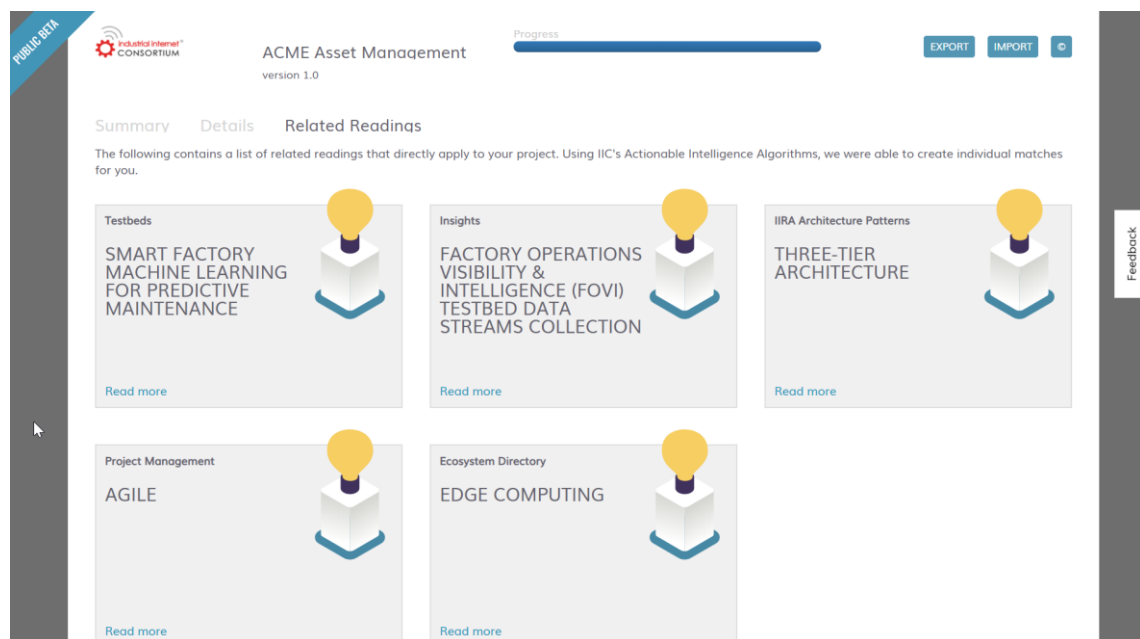 PUBLIC BETA
industrial internet
CONSORTIUM
ACME Asset Management
version 1.0
Progress
EXPORT
IMPORT
©
Summary
Details
Related Readings
The following contains a list of related readings that directly apply to your project. Using IIC's Actionable Intelligence Algorithms, we were able to create individual matches
for you.
Testbeds
SMART FACTORY
MACHINE LEARNING
FOR PREDICTIVE
MAINTENANCE
Read more
Insights
FACTORY OPERATIONS
VISIBILITY &
INTELLIGENCE (FOVI)
TESTBED DATA
STREAMS COLLECTION
Read more
IIRA Architecture Patterns
THREE-TIER
ARCHITECTURE
Read more
Project Management
AGILE
Read more
Ecosystem Directory
EDGE COMPUTING
Read more
Feedback